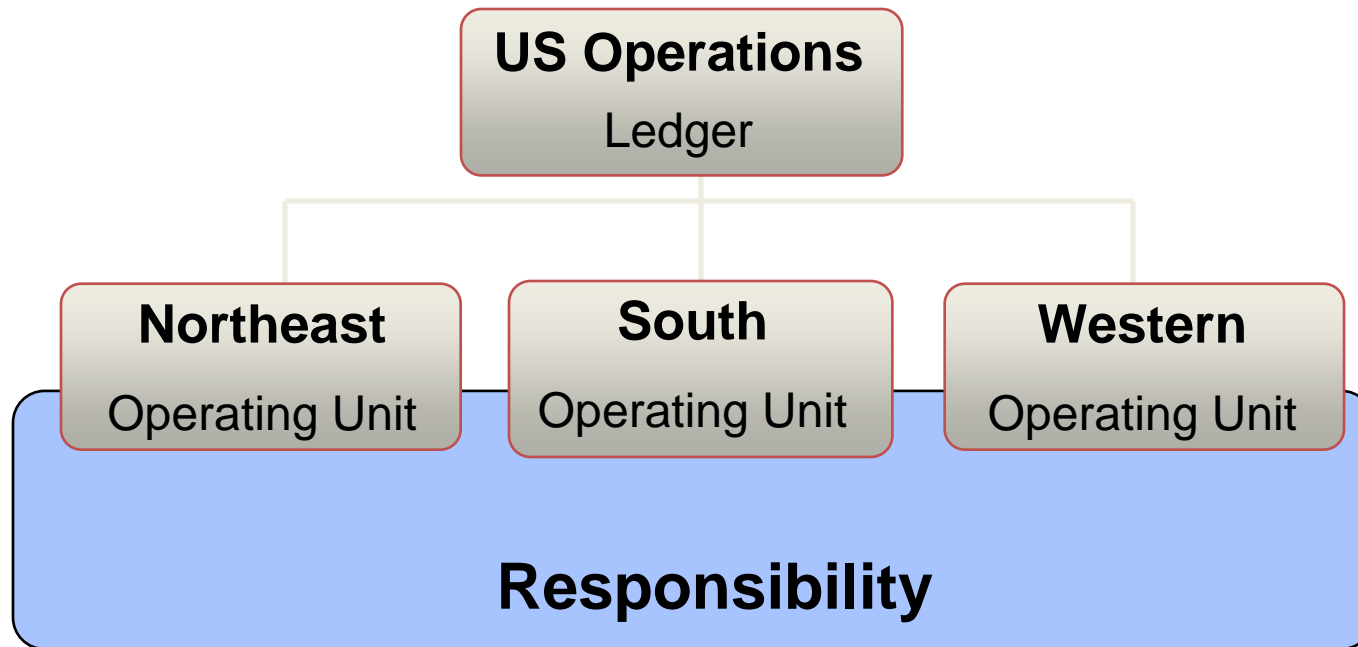 US Operations
Ledger
Northeast
Operating Unit
South
Operating Unit
Western
Operating Unit
Responsibility